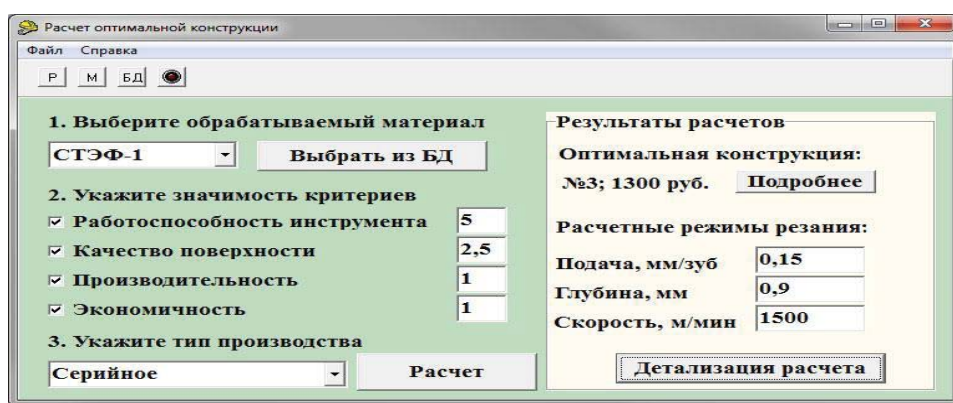 Расчет оптимальной конструкции
Файл Справка
Р М БД
1. Выберите обрабатываемый материал
СТЭФ-1 Выбрать из БД
2. Укажите значимость критериев
Работоспособность инструмента 5
Качество поверхности 2,5
Производительность 1
Экономичность 1
3. Укажите тип производства
Серийное Расчет
Результаты расчетов
Оптимальная конструкция:
№3; 1300 руб. Подробнее
Расчетные режимы резания:
Подача, мм/зуб 0,15
Глубина, мм 0,9
Скорость, м/мин 1500
Детализация расчета